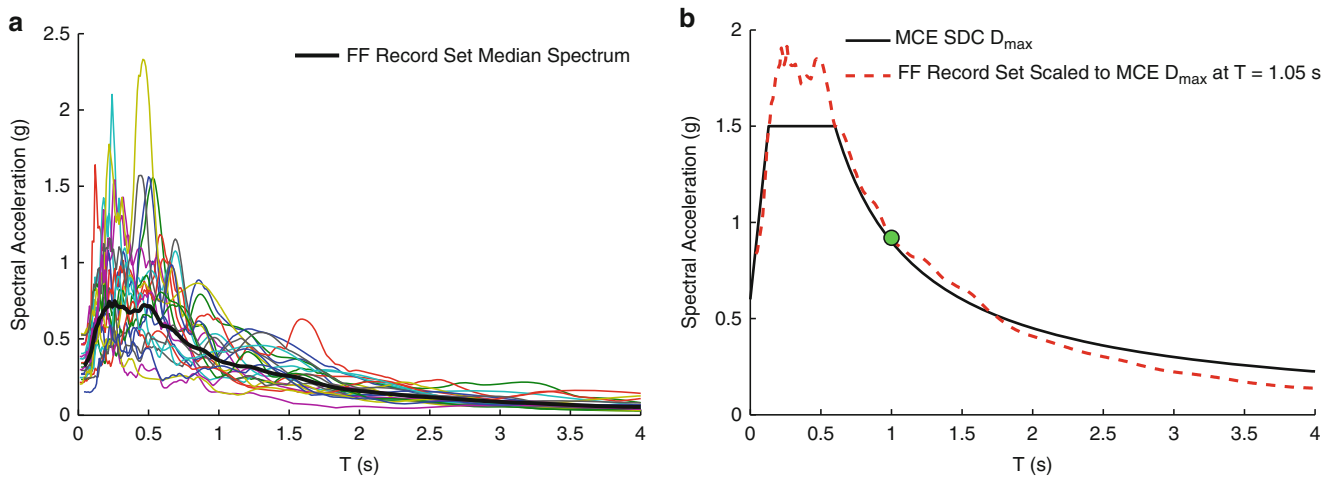 a
FF Record Set Median Spectrum
Spectral Acceleration (g)
2.5
2
1.5
1
0.5
0
0 0.5 1 1.5 2 2.5 3 3.5 4
T (s)
b
MCE SDC Dmax
FF Record Set Scaled to MCE Dmax at T = 1.05 s
Spectral Acceleration (g)
2
1.5
1
0.5
0
0 0.5 1 1.5 2 2.5 3 3.5 4
T (s)